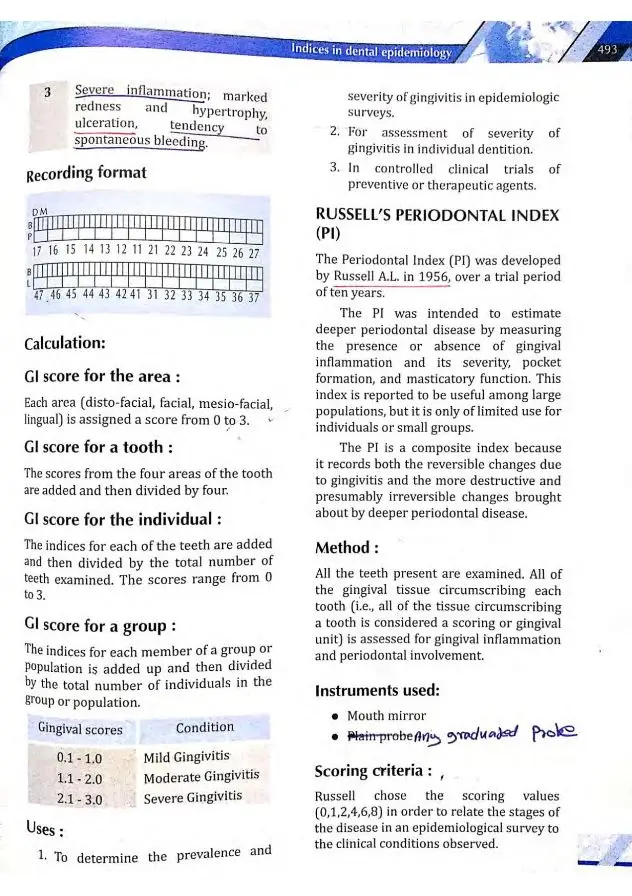 Indices in dental epidemiology
493
3 Severe inflammation; marked
redness and hypertrophy,
ulceration, tendency to
spontaneous bleeding.
Recording format
D M
B
P
17 16 15 14 13 12 11 21 22 23 24 25 26 27
B
L
47 46 45 44 43 42 41 31 32 33 34 35 36 37
Calculation:
GI score for the area :
Each area (disto-facial, facial, mesio-facial,
lingual) is assigned a score from 0 to 3.
GI score for a tooth :
The scores from the four areas of the tooth
are added and then divided by four.
GI score for the individual :
The indices for each of the teeth are added
and then divided by the total number of
teeth examined. The scores range from 0
to 3.
GI score for a group :
The indices for each member of a group or
population is added up and then divided
by the total number of individuals in the
group or population.
Gingival scores Condition
0.1 - 1.0 Mild Gingivitis
1.1 - 2.0 Moderate Gingivitis
2.1 - 3.0 Severe Gingivitis
Uses :
1. To determine the prevalence and
severity of gingivitis in epidemiologic
surveys.
2. For assessment of severity of
gingivitis in individual dentition.
3. In controlled clinical trials of
preventive or therapeutic agents.
RUSSELL'S PERIODONTAL INDEX
(PI)
The Periodontal Index (PI) was developed
by Russell A.L. in 1956, over a trial period
of ten years.
The PI was intended to estimate
deeper periodontal disease by measuring
the presence or absence of gingival
inflammation and its severity, pocket
formation, and masticatory function. This
index is reported to be useful among large
populations, but it is only of limited use for
individuals or small groups.
The PI is a composite index because
it records both the reversible changes due
to gingivitis and the more destructive and
presumably irreversible changes brought
about by deeper periodontal disease.
Method :
All the teeth present are examined. All of
the gingival tissue circumscribing each
tooth (i.e., all of the tissue circumscribing
a tooth is considered a scoring or gingival
unit) is assessed for gingival inflammation
and periodontal involvement.
Instruments used:
• Mouth mirror
• Plain probe Any graduated Probe
Scoring criteria :
Russell chose the scoring values
(0,1,2,4,6,8) in order to relate the stages of
the disease in an epidemiological survey to
the clinical conditions observed.